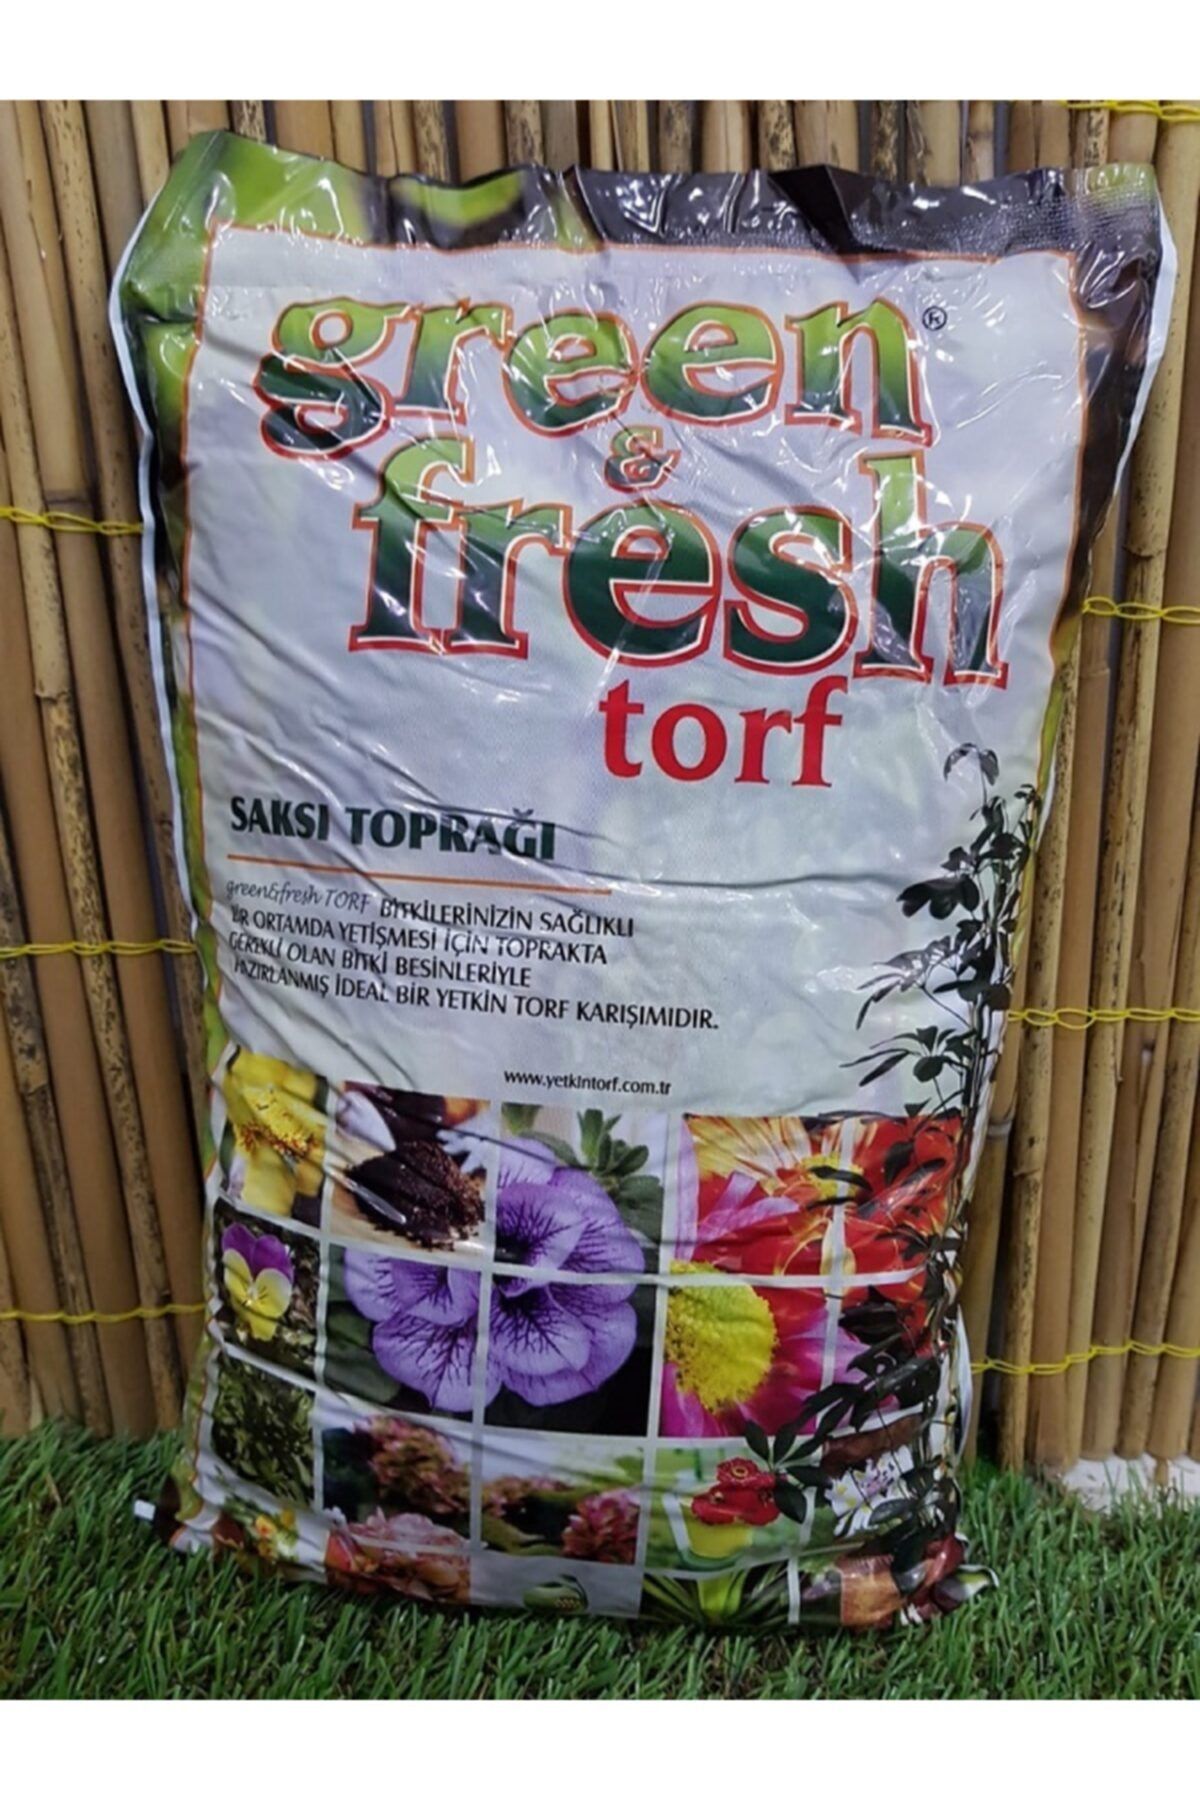 green
&
fresh
torf
SAKSI TOPRAĞI
green&fresh TORF BİTKİLERİNİZİN SAĞLIKLI
BİR ORTAMDA YETİŞMESİ İÇİN TOPRAKTA
GEREKLİ OLAN BİTKİ BESİNLERİYLE
HAZIRLANMIŞ İDEAL BİR YETKİN TORF KARIŞIMIDIR.
www.yetkintorf.com.tr